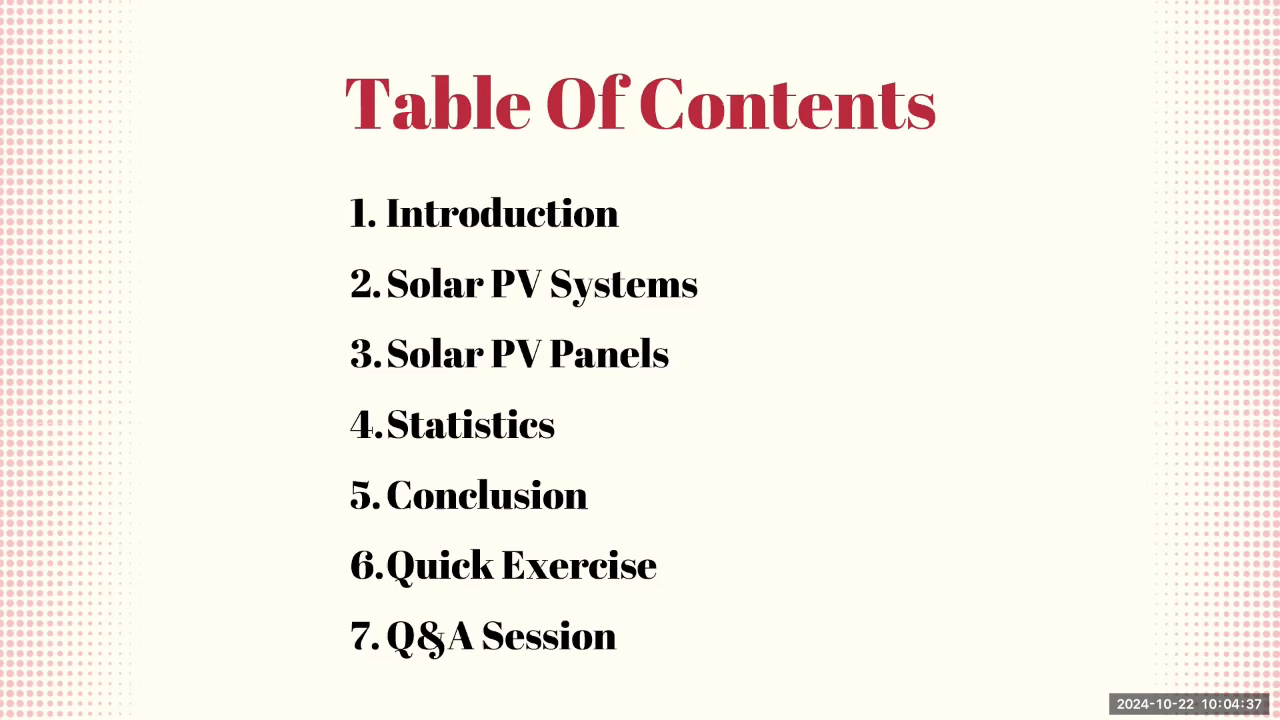 Table Of Contents
1. Introduction
2. Solar PV Systems
3. Solar PV Panels
4. Statistics
5. Conclusion
6. Quick Exercise
7. Q&A Session
2024-10-22 10:04:37